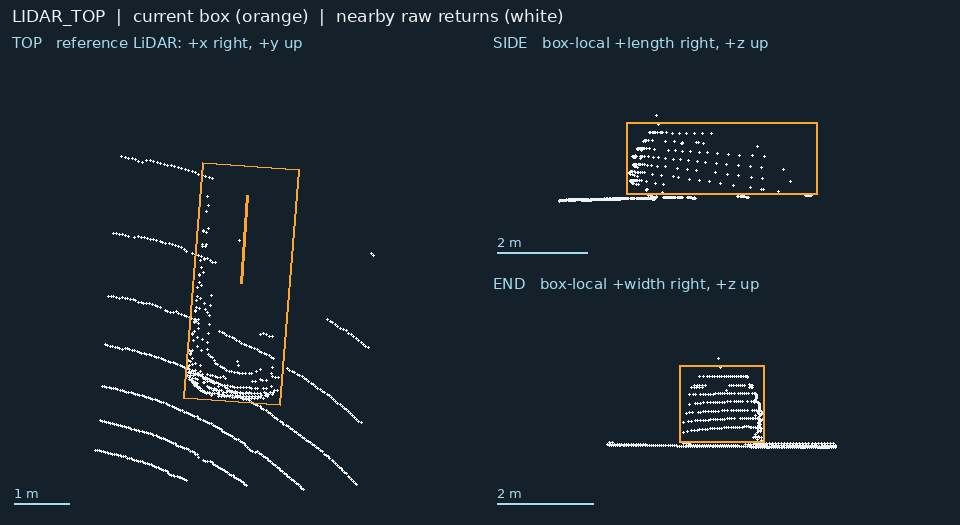 LIDAR_TOP  |  current box (orange)  |  nearby raw returns (white)
TOP   reference LiDAR: +x right, +y up
SIDE   box-local +length right, +z up
2 m
END   box-local +width right, +z up
1 m
2 m